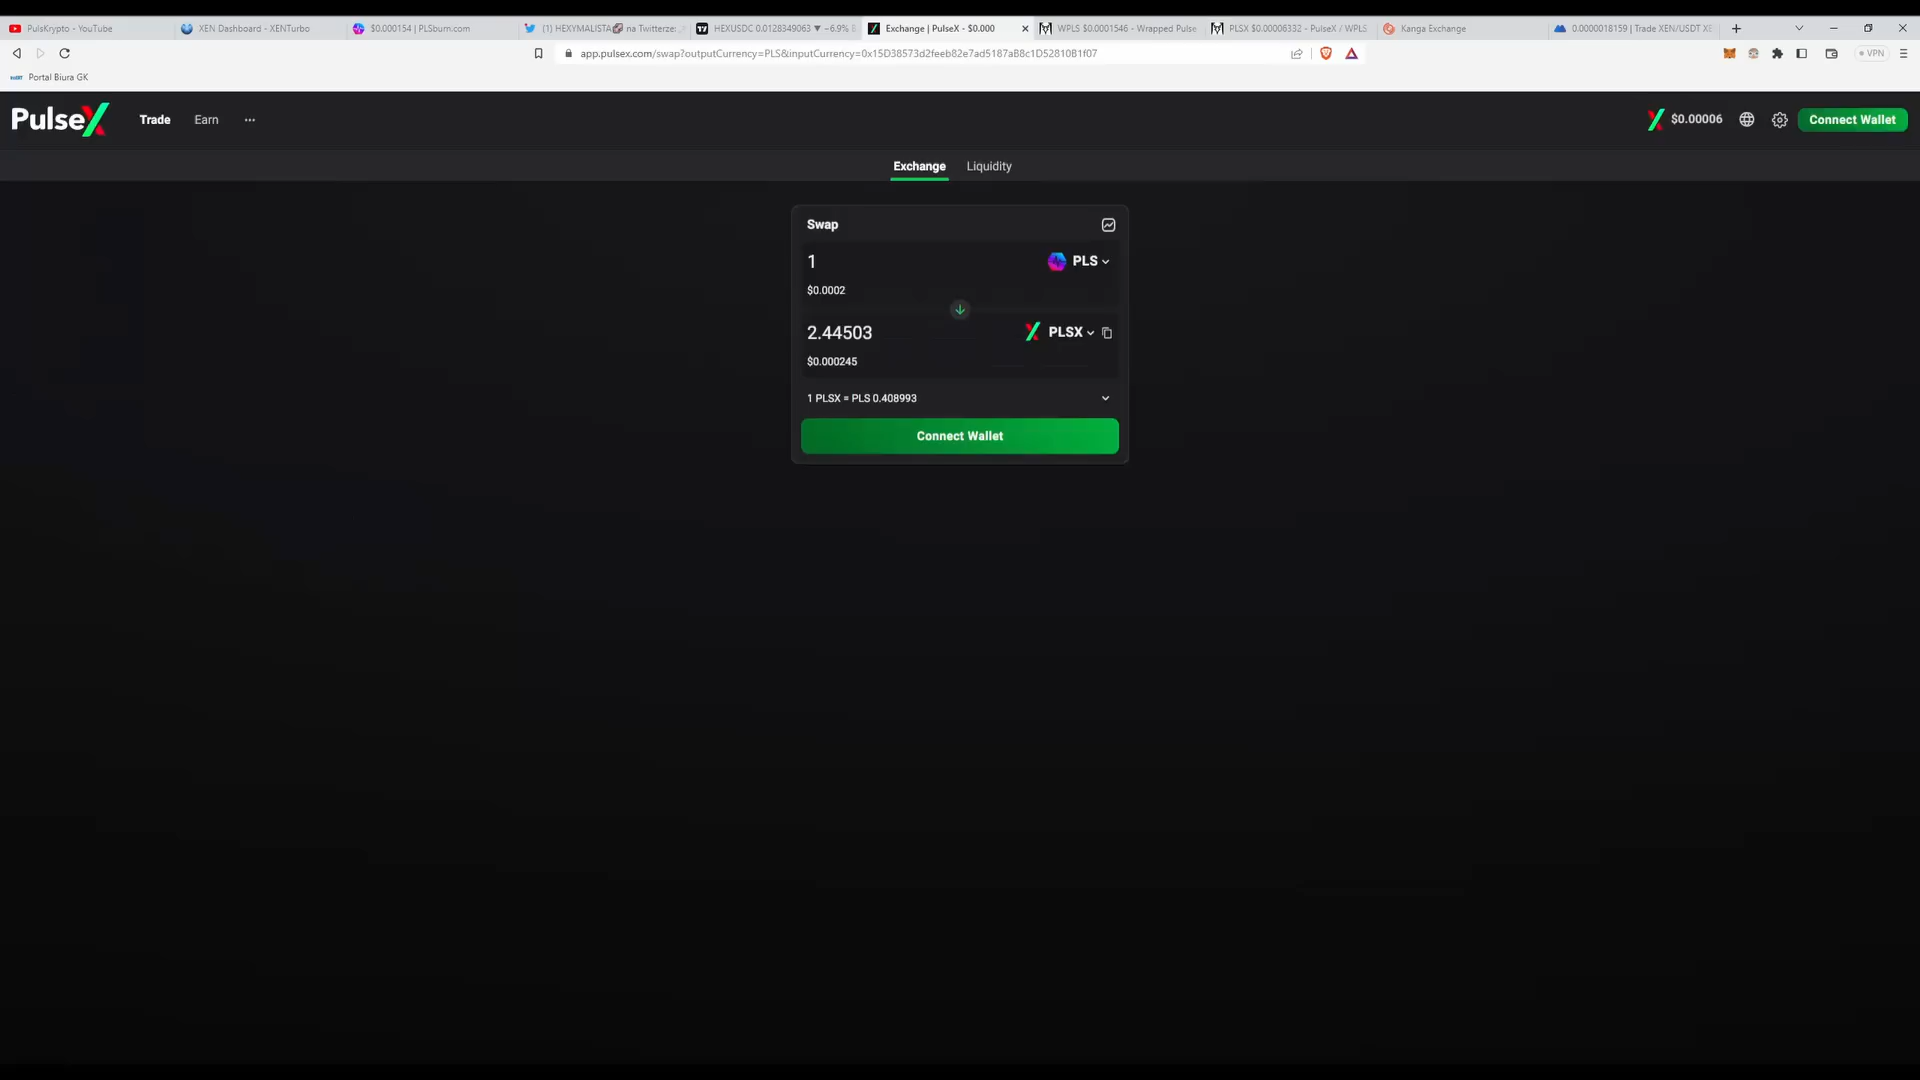 PulsKrypto - YouTube
XEN Dashboard - XENTurbo
$0.000154 | PLSburn.com
(1) HEXYMALISTA na Twitterze:
HEXUSDC 0.0128349063 ▼ −6.9%
Exchange | PulseX - $0.000
WPLS $0.0001546 - Wrapped Pulse
PLSX $0.00006332 - PulseX / WPLS
Kanga Exchange
0.0000018159 | Trade XEN/USDT XE
app.pulsex.com/swap?outputCurrency=PLS&inputCurrency=0x15D38573d2feeb82e7ad5187aB8c1D52810B1f07
VPN
Portal Biura GK
PulseX
Trade
Earn
$0.00006
Connect Wallet
Exchange
Liquidity
Swap
1
PLS
$0.0002
2.44503
PLSX
$0.000245
1 PLSX = PLS 0.408993
Connect Wallet